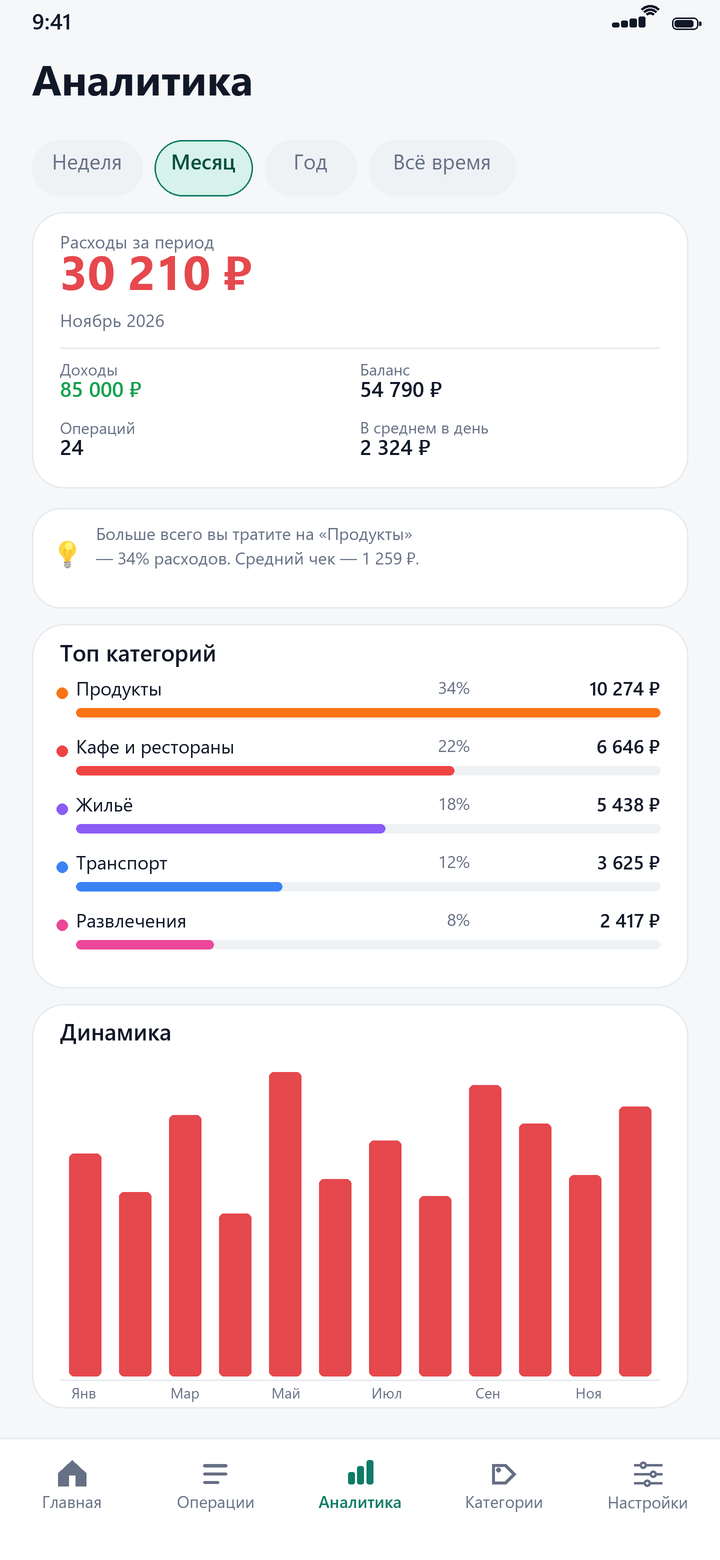 9:41
Аналитика
Неделя Месяц Год Всё время
Расходы за период
30 210 ₽
Ноябрь 2026
Доходы Баланс
85 000 ₽ 54 790 ₽
Операций В среднем в день
24 2 324 ₽
Больше всего вы тратите на «Продукты»
— 34% расходов. Средний чек — 1 259 ₽.
Топ категорий
Продукты 34% 10 274 ₽
Кафе и рестораны 22% 6 646 ₽
Жильё 18% 5 438 ₽
Транспорт 12% 3 625 ₽
Развлечения 8% 2 417 ₽
Динамика
Янв Мар Май Июл Сен Ноя
Главная Операции Аналитика Категории Настройки